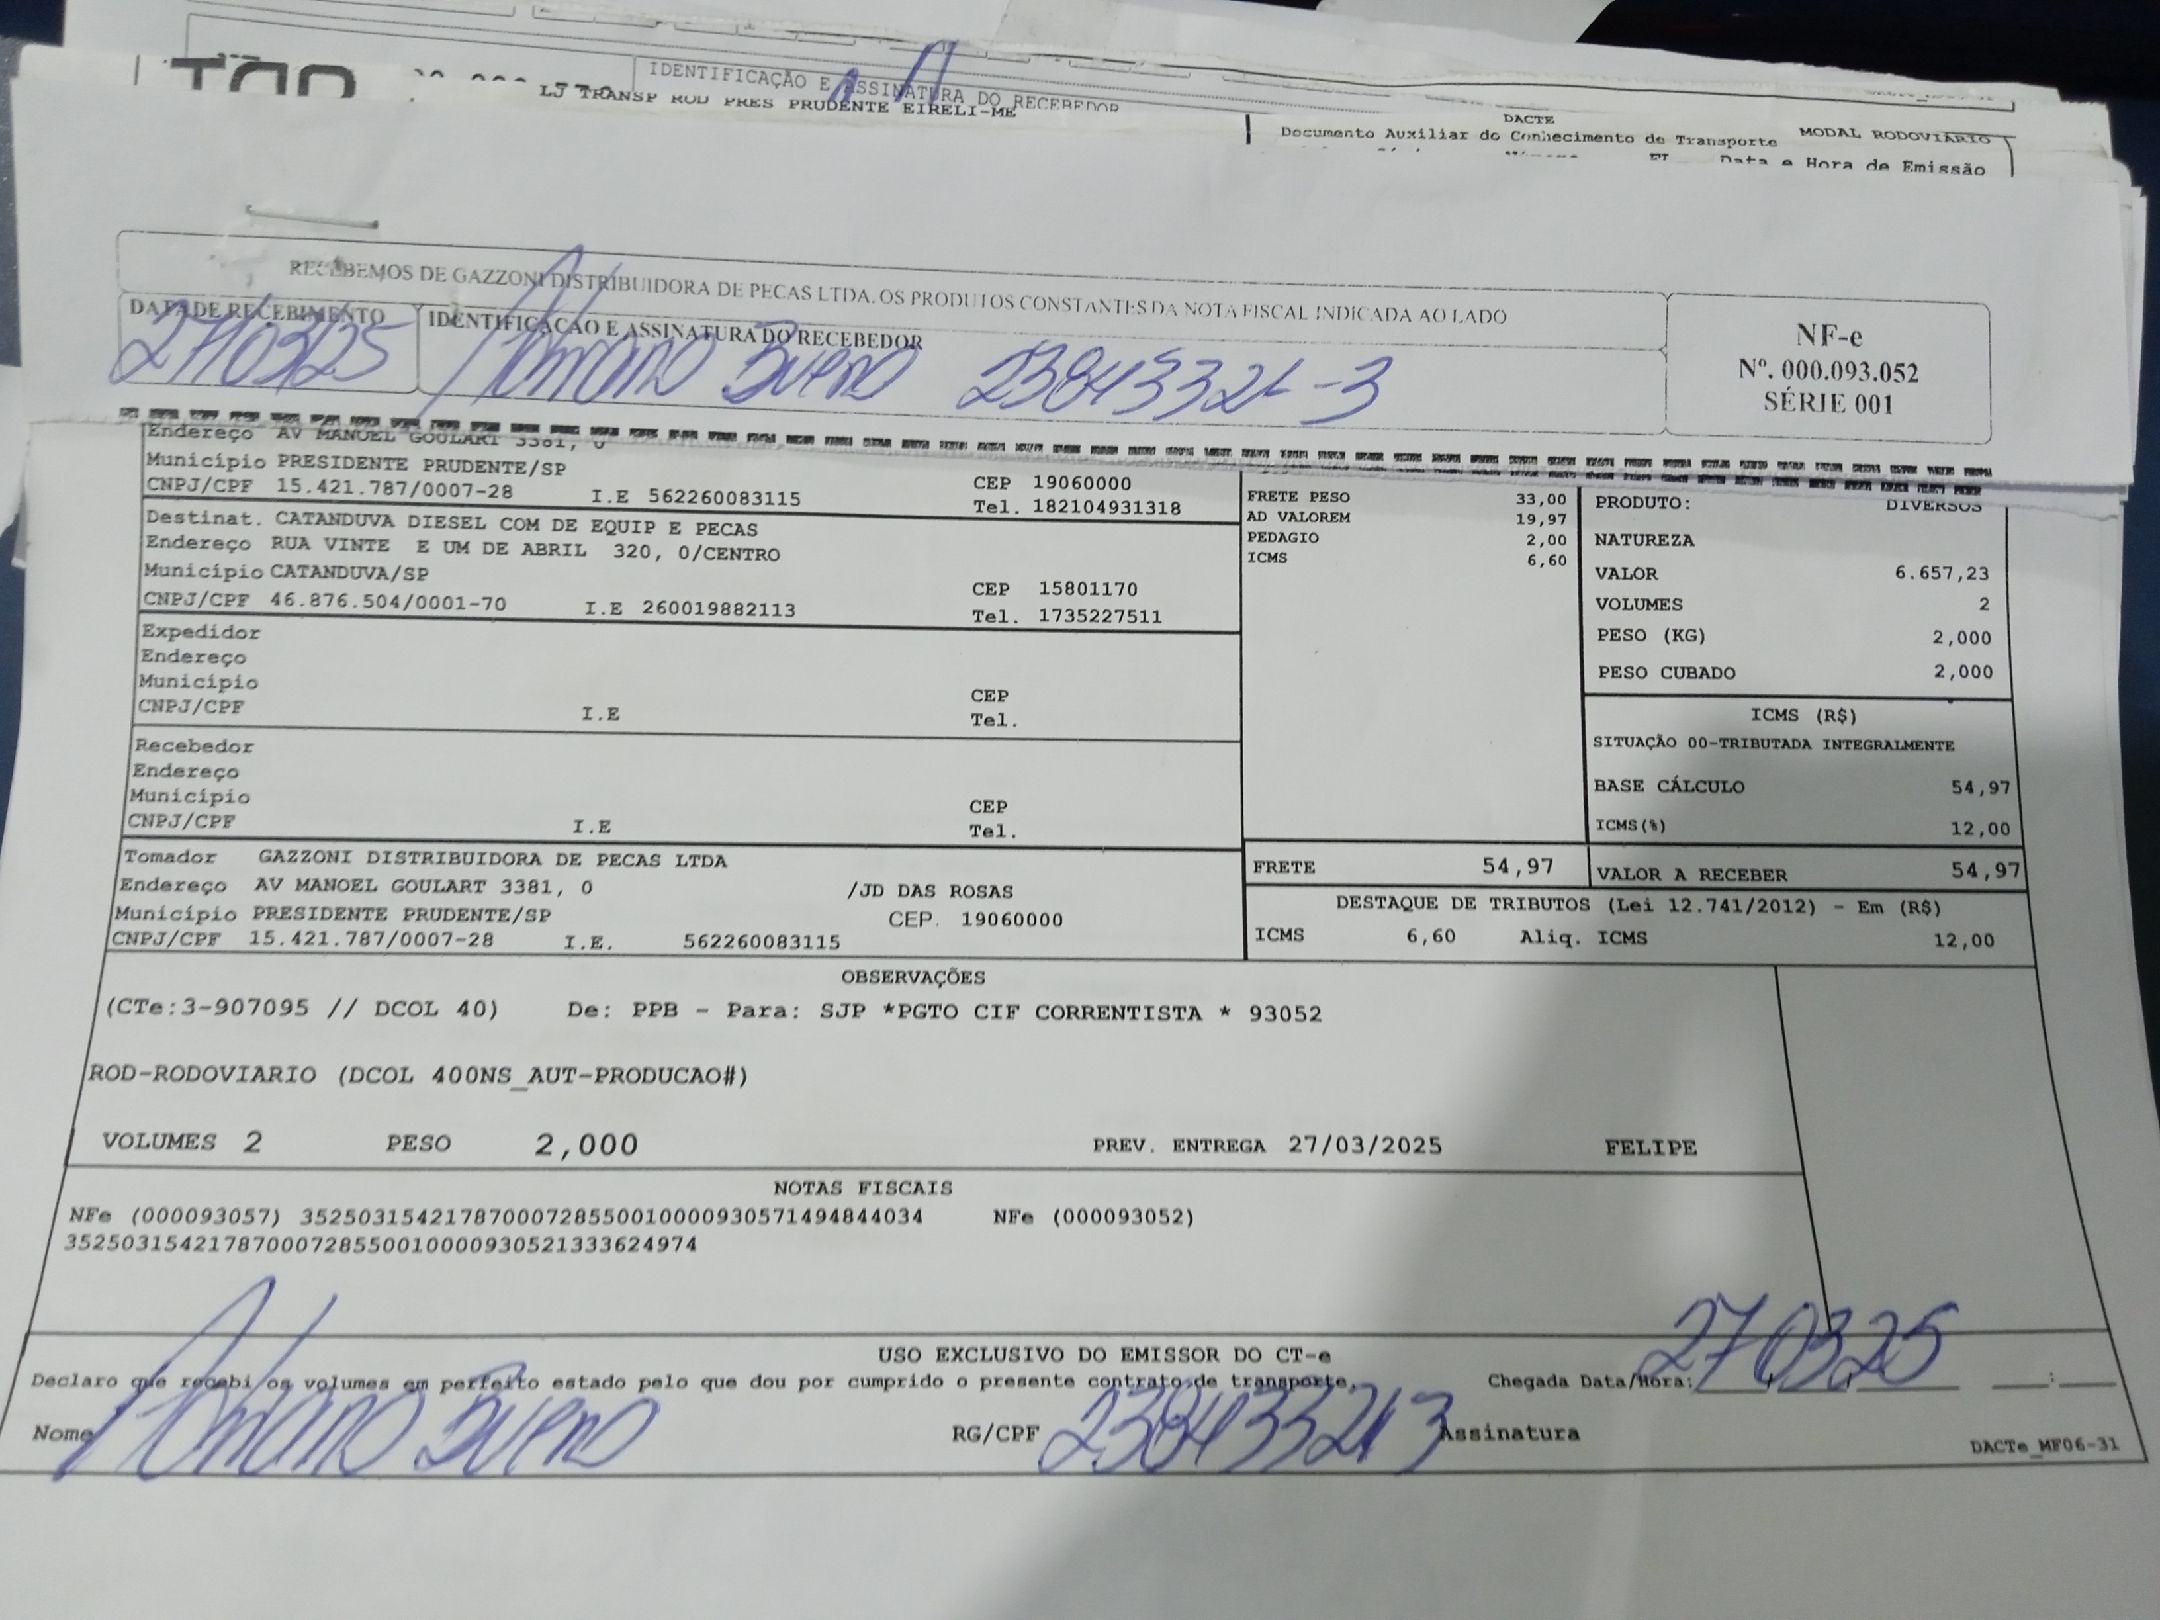 IDENTIFICAÇÃO E ASSINATURA DO RECEBEDOR
LJ TRANSP ROD PRES PRUDENTE EIRELI-ME
DACTE
Documento Auxiliar do Conhecimento de Transporte
MODAL RODOVIÁRIO
Data e Hora de Emissão
RECEBEMOS DE GAZZONI DISTRIBUIDORA DE PECAS LTDA. OS PRODUTOS CONSTANTES DA NOTA FISCAL INDICADA AO LADO
DATA DE RECEBIMENTO
IDENTIFICAÇÃO E ASSINATURA DO RECEBEDOR
27/03/25 Bueno
NF-e
Nº. 000.093.052
SÉRIE 001
Endereço AV MANOEL GOULART 3381, 0
Município PRESIDENTE PRUDENTE/SP
CEP 19060000
CNPJ/CPF 15.421.787/0007-28 I.E 562260083115
Tel. 182104931318
Destinat. CATANDUVA DIESEL COM DE EQUIP E PECAS
Endereço RUA VINTE E UM DE ABRIL 320, 0/CENTRO
Município CATANDUVA/SP
CEP 15801170
CNPJ/CPF 46.876.504/0001-70 I.E 260019882113
Tel. 1735227511
Expedidor
Endereço
Município
CEP
CNPJ/CPF I.E
Tel.
Recebedor
Endereço
Município
CEP
CNPJ/CPF I.E
Tel.
Tomador GAZZONI DISTRIBUIDORA DE PECAS LTDA
Endereço AV MANOEL GOULART 3381, 0 /JD DAS ROSAS
Município PRESIDENTE PRUDENTE/SP CEP. 19060000
CNPJ/CPF 15.421.787/0007-28 I.E. 562260083115
FRETE PESO 33,00
AD VALOREM 19,97
PEDAGIO 2,00
ICMS 6,60
PRODUTO: DIVERSOS
NATUREZA
VALOR 6.657,23
VOLUMES 2
PESO (KG) 2,000
PESO CUBADO 2,000
ICMS (R$)
SITUAÇÃO 00-TRIBUTADA INTEGRALMENTE
BASE CÁLCULO 54,97
ICMS(%) 12,00
FRETE 54,97
VALOR A RECEBER 54,97
DESTAQUE DE TRIBUTOS (Lei 12.741/2012) - Em (R$)
ICMS 6,60 Aliq. ICMS 12,00
OBSERVAÇÕES
(CTe:3-907095 // DCOL 40) De: PPB - Para: SJP *PGTO CIF CORRENTISTA * 93052
ROD-RODOVIARIO (DCOL 400NS_AUT-PRODUCAO#)
VOLUMES 2 PESO 2,000 PREV. ENTREGA 27/03/2025 FELIPE
NOTAS FISCAIS
NFe (000093057) 35250315421787000728550010000930571494844034 NFe (000093052)
35250315421787000728550010000930521333624974
USO EXCLUSIVO DO EMISSOR DO CT-e
Declaro que recebi os volumes em perfeito estado pelo que dou por cumprido o presente contrato de transporte.
Chegada Data/Hora: 27 03 25 :
Nome Bueno RG/CPF 238433213 Assinatura
DACTe_MF06-31